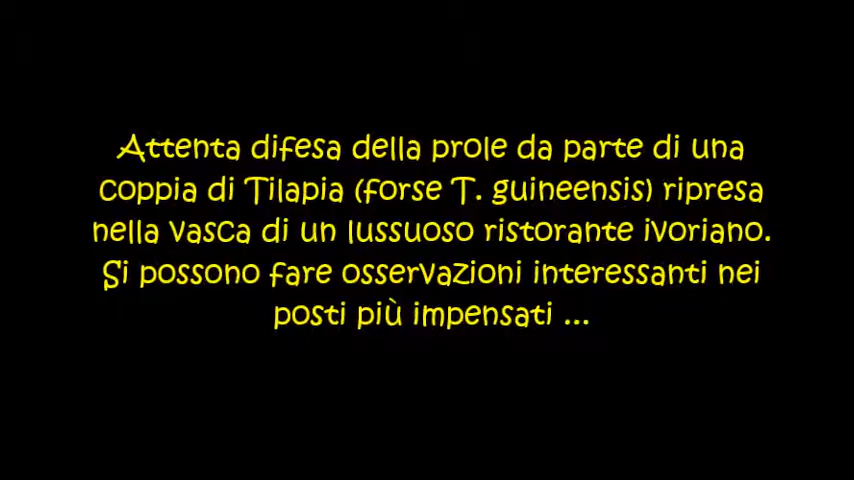 Attenta difesa della prole da parte di una
coppia di Tilapia (forse T. guineensis) ripresa
nella vasca di un lussuoso ristorante ivoriano.
Si possono fare osservazioni interessanti nei
posti più impensati ...